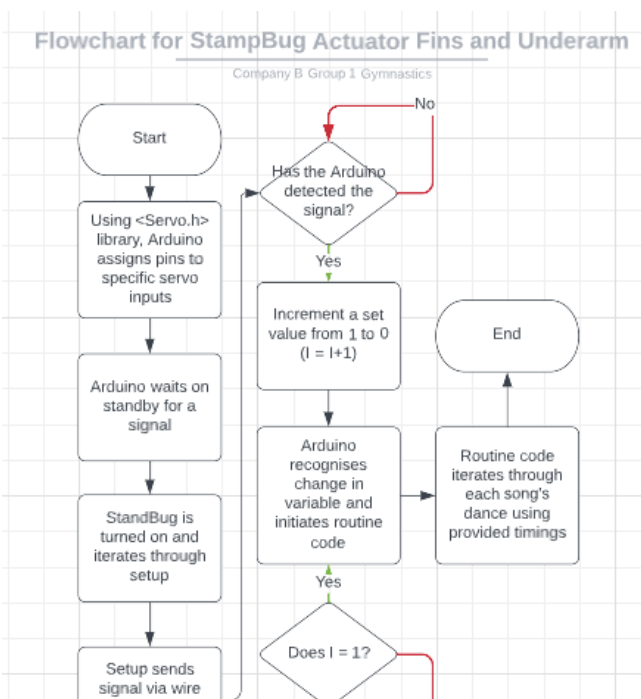 Flowchart for StampBug Actuator Fins and Underarm
Company B Group 1 Gymnastics
Start
Using <Servo.h>
library, Arduino
assigns pins to
specific servo
inputs
Arduino waits on
standby for a
signal
StandBug is
turned on and
iterates through
setup
Setup sends
signal via wire
No
Has the Arduino
detected the
signal?
Yes
Increment a set
value from 1 to 0
(I = I+1)
Arduino
recognises
change in
variable and
initiates routine
code
Yes
Does I = 1?
End
Routine code
iterates through
each song's
dance using
provided timings